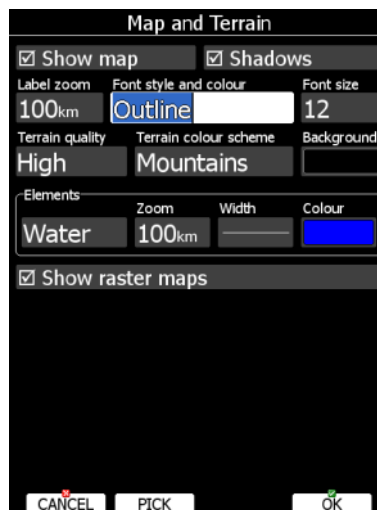 Map and Terrain
Show map Shadows
Label zoom Font style and colour Font size
100km Outline 12
Terrain quality Terrain colour scheme Background
High Mountains
Elements
Zoom Width Colour
Water 100km
Show raster maps
CANCEL PICK OK